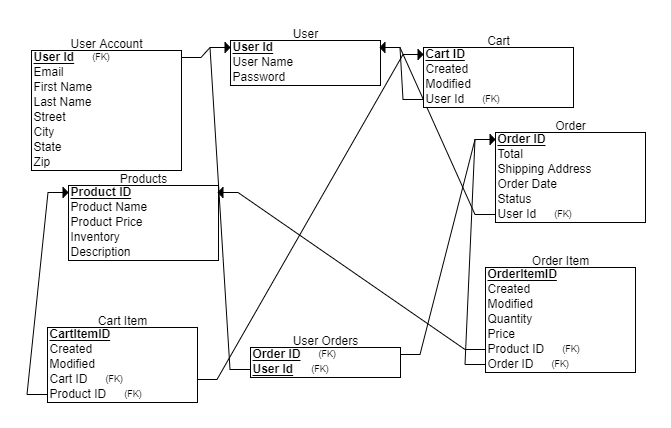 User Account
User Id (FK)
Email
First Name
Last Name
Street
City
State
Zip
User
User Id
User Name
Password
Cart
Cart ID
Created
Modified
User Id (FK)
Order
Order ID
Total
Shipping Address
Order Date
Status
User Id (FK)
Products
Product ID
Product Name
Product Price
Inventory
Description
Order Item
OrderItemID
Created
Modified
Quantity
Price
Product ID (FK)
Order ID (FK)
Cart Item
CartItemID
Created
Modified
Cart ID (FK)
Product ID (FK)
User Orders
Order ID (FK)
User Id (FK)